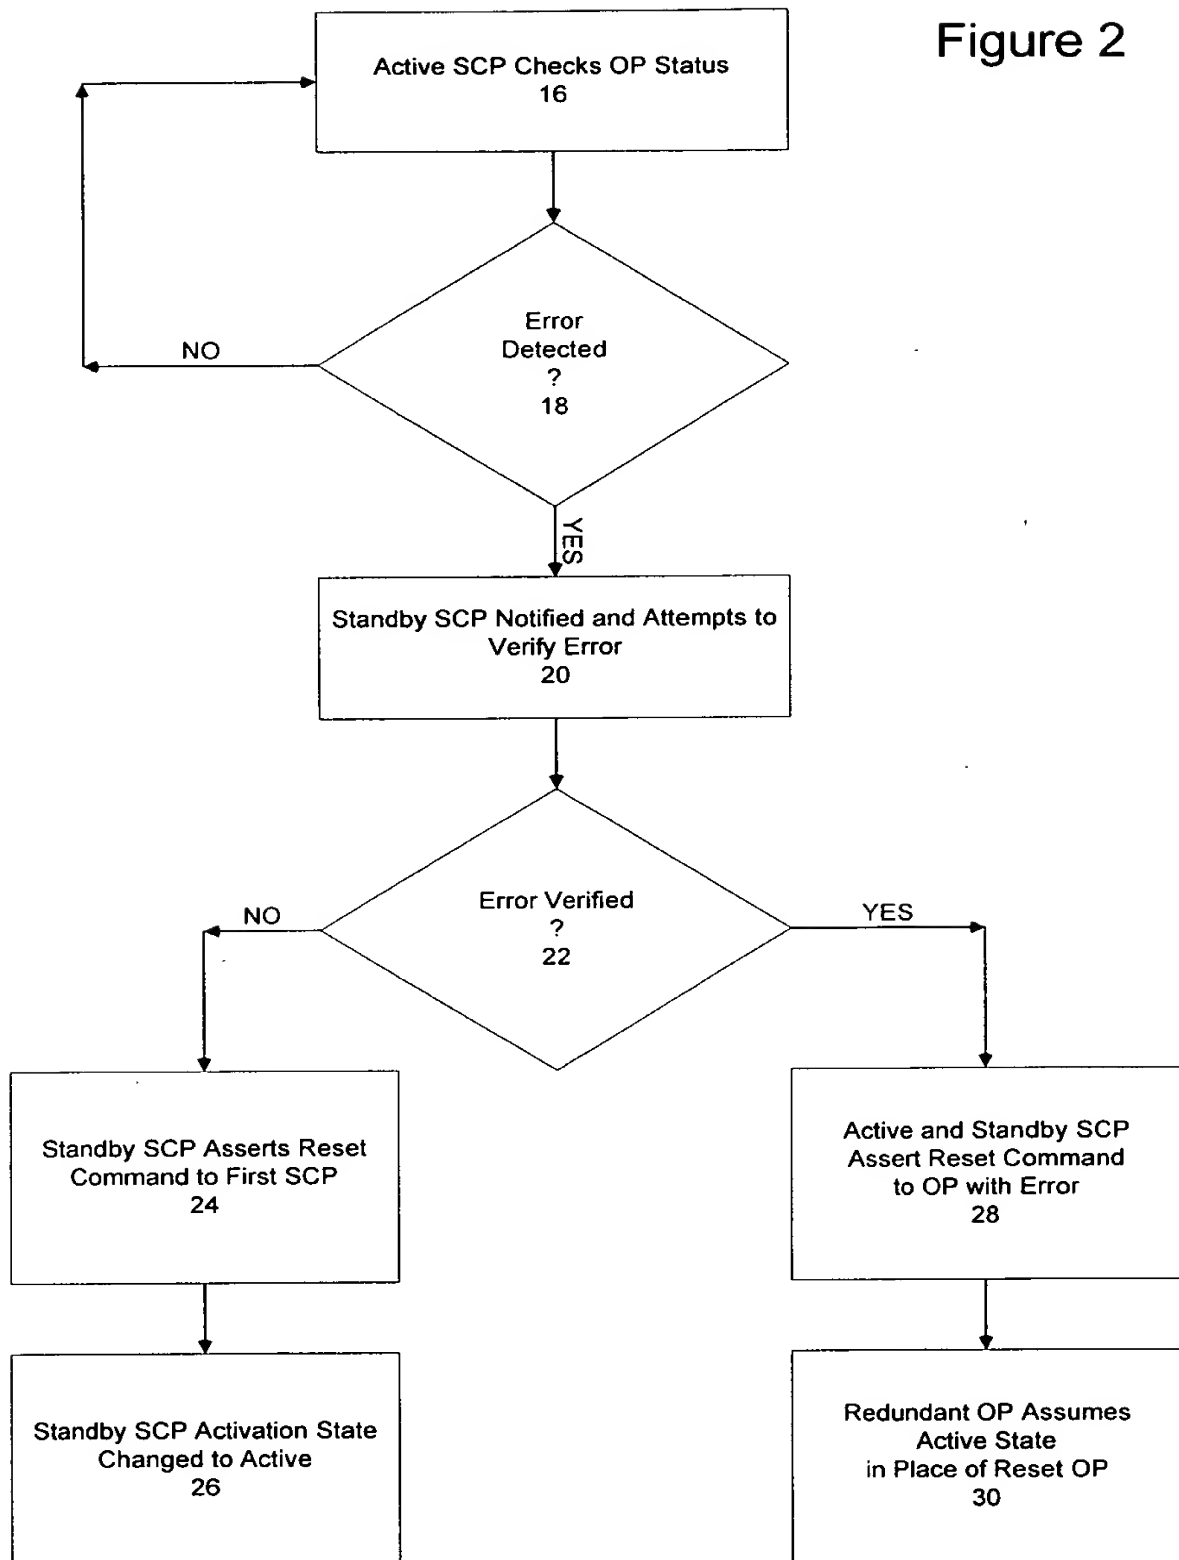 Figure 2
Active SCP Checks OP Status
16
Error
Detected
?
18
NO
YES
Standby SCP Notified and Attempts to
Verify Error
20
Error Verified
?
22
NO
YES
Standby SCP Asserts Reset
Command to First SCP
24
Active and Standby SCP
Assert Reset Command
to OP with Error
28
Standby SCP Activation State
Changed to Active
26
Redundant OP Assumes
Active State
in Place of Reset OP
30